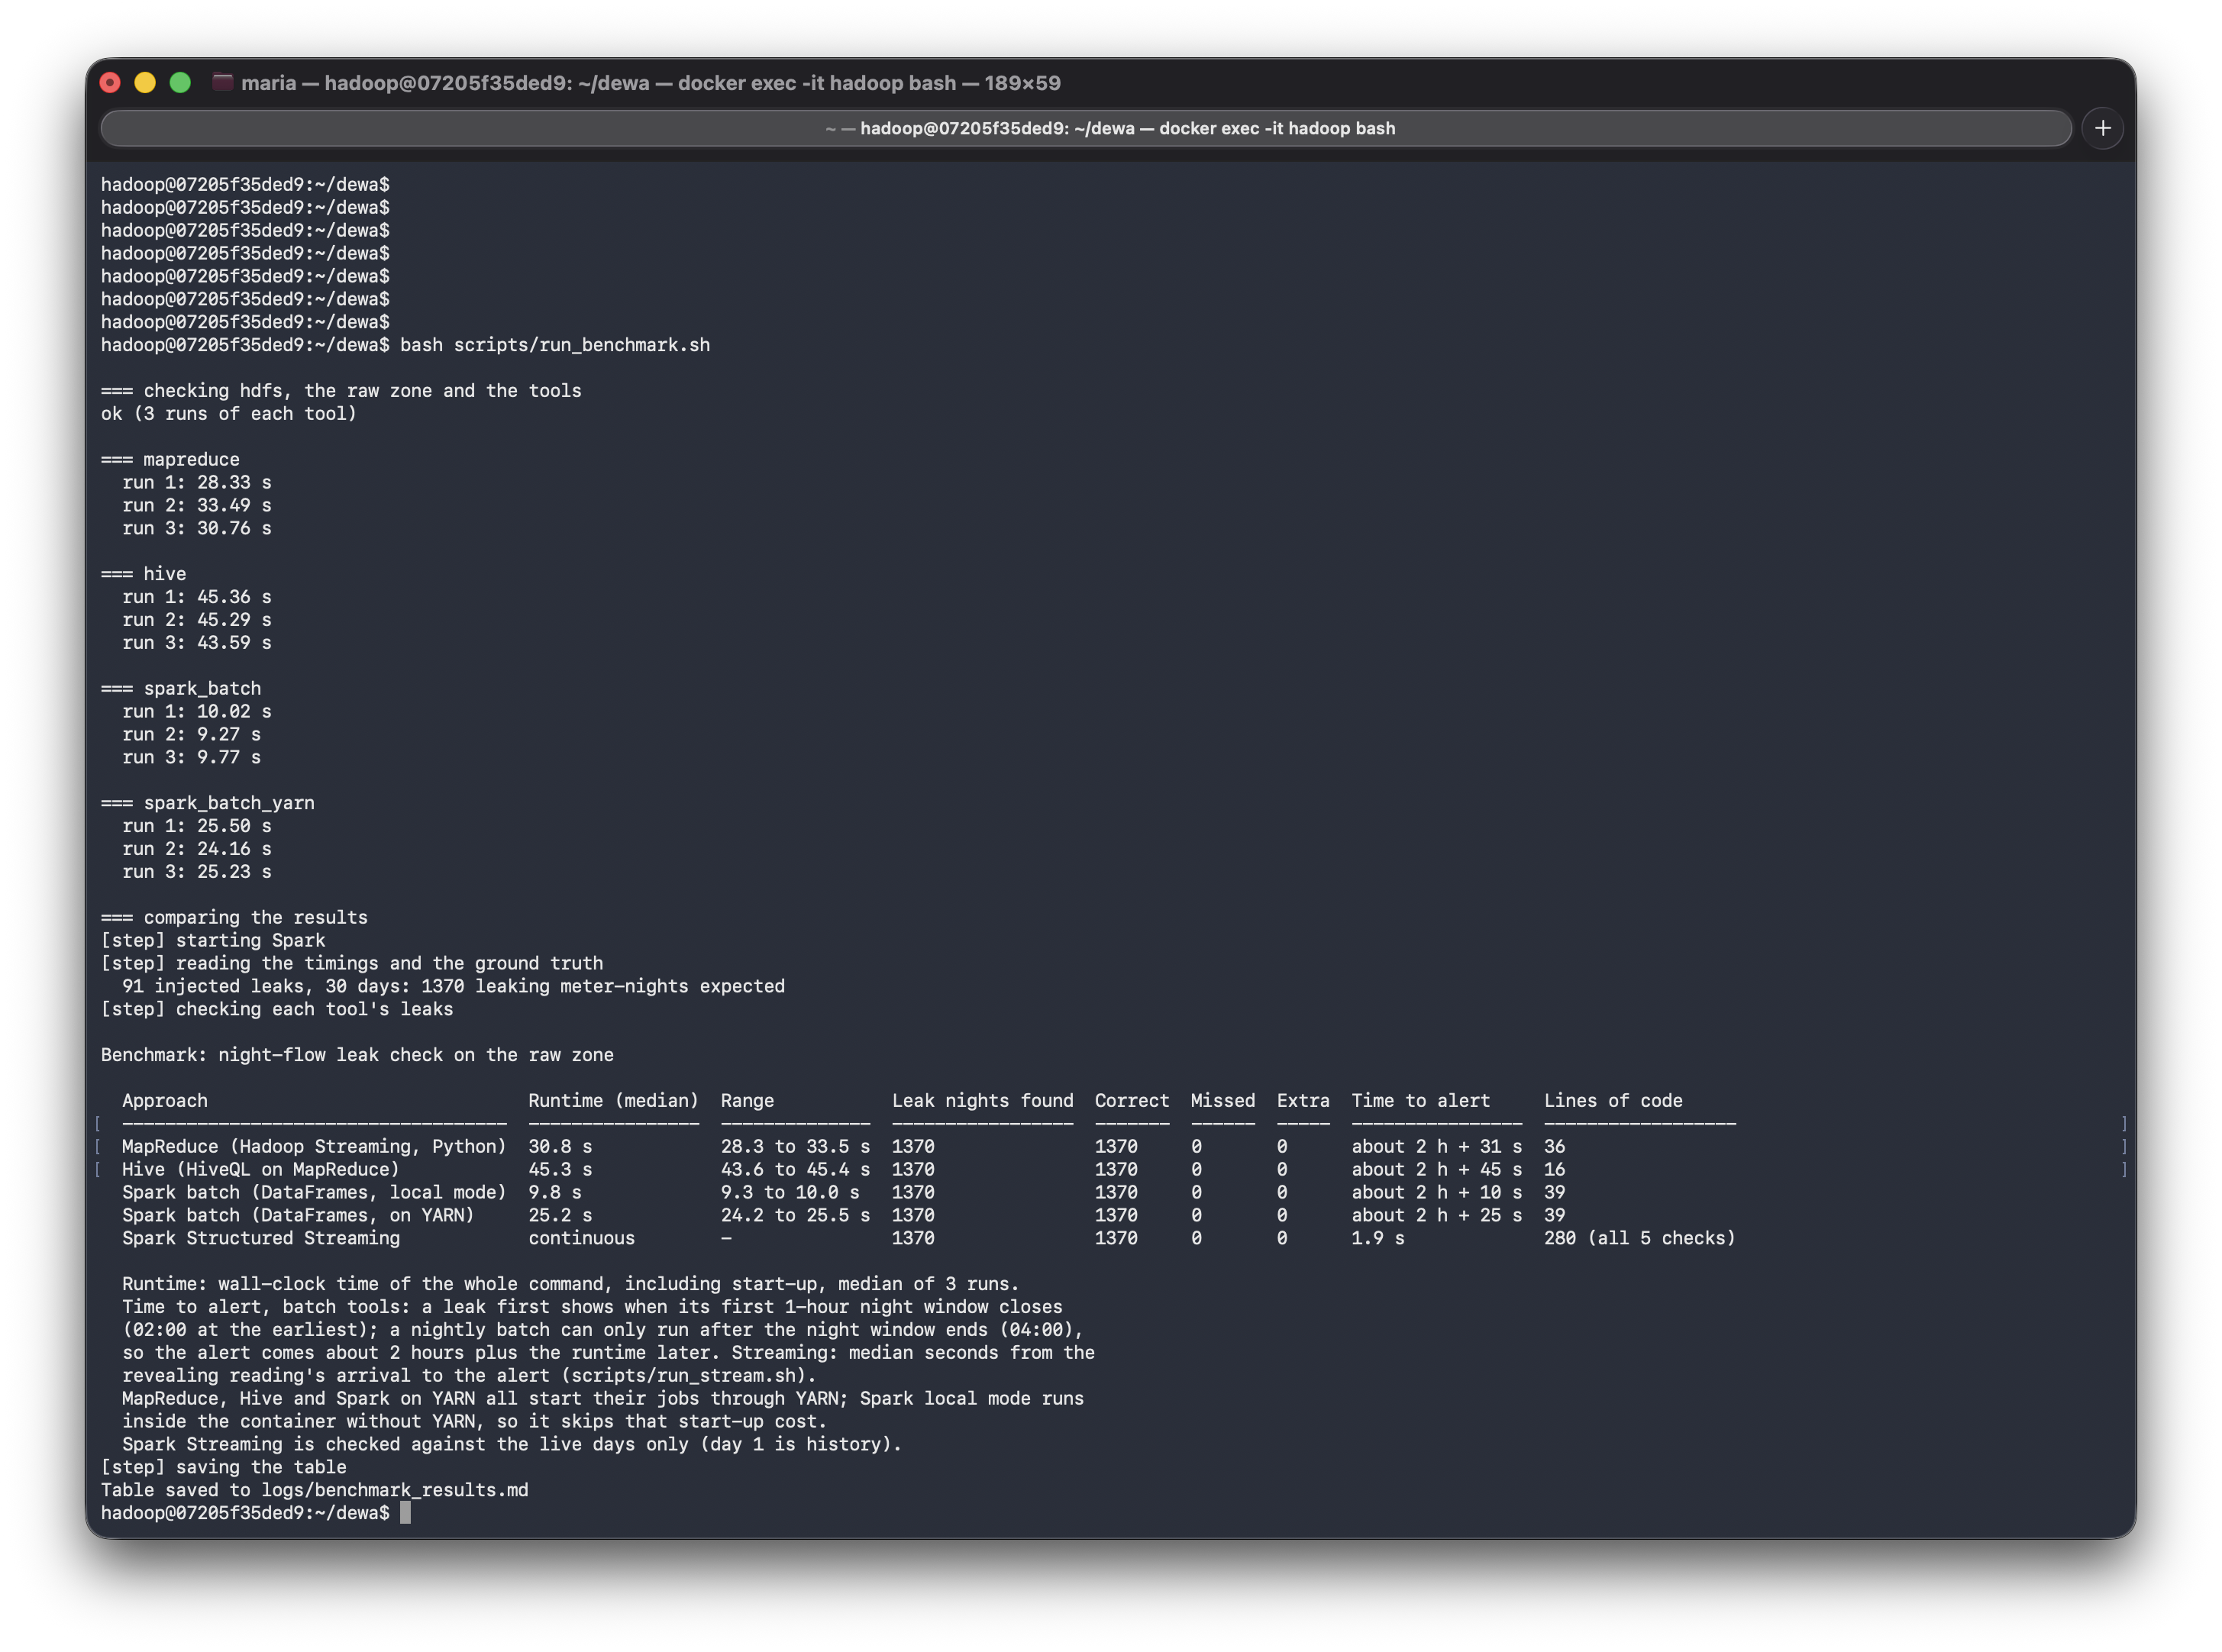 maria — hadoop@07205f35ded9: ~/dewa — docker exec -it hadoop bash — 189×59
~ — hadoop@07205f35ded9: ~/dewa — docker exec -it hadoop bash
hadoop@07205f35ded9:~/dewa$
hadoop@07205f35ded9:~/dewa$
hadoop@07205f35ded9:~/dewa$
hadoop@07205f35ded9:~/dewa$
hadoop@07205f35ded9:~/dewa$
hadoop@07205f35ded9:~/dewa$
hadoop@07205f35ded9:~/dewa$
hadoop@07205f35ded9:~/dewa$ bash scripts/run_benchmark.sh
=== checking hdfs, the raw zone and the tools
ok (3 runs of each tool)
=== mapreduce
run 1: 28.33 s
run 2: 33.49 s
run 3: 30.76 s
=== hive
run 1: 45.36 s
run 2: 45.29 s
run 3: 43.59 s
=== spark_batch
run 1: 10.02 s
run 2: 9.27 s
run 3: 9.77 s
=== spark_batch_yarn
run 1: 25.50 s
run 2: 24.16 s
run 3: 25.23 s
=== comparing the results
[step] starting Spark
[step] reading the timings and the ground truth
91 injected leaks, 30 days: 1370 leaking meter-nights expected
[step] checking each tool's leaks
Benchmark: night-flow leak check on the raw zone
Approach Runtime (median) Range Leak nights found Correct Missed Extra Time to alert Lines of code
[ ------------------------------------ ---------------- -------------- ----------------- ------- ------ ----- ---------------- ------------------ ]
[ MapReduce (Hadoop Streaming, Python) 30.8 s 28.3 to 33.5 s 1370 1370 0 0 about 2 h + 31 s 36 ]
[ Hive (HiveQL on MapReduce) 45.3 s 43.6 to 45.4 s 1370 1370 0 0 about 2 h + 45 s 16 ]
Spark batch (DataFrames, local mode) 9.8 s 9.3 to 10.0 s 1370 1370 0 0 about 2 h + 10 s 39
Spark batch (DataFrames, on YARN) 25.2 s 24.2 to 25.5 s 1370 1370 0 0 about 2 h + 25 s 39
Spark Structured Streaming continuous - 1370 1370 0 0 1.9 s 280 (all 5 checks)
Runtime: wall-clock time of the whole command, including start-up, median of 3 runs.
Time to alert, batch tools: a leak first shows when its first 1-hour night window closes
(02:00 at the earliest); a nightly batch can only run after the night window ends (04:00),
so the alert comes about 2 hours plus the runtime later. Streaming: median seconds from the
revealing reading's arrival to the alert (scripts/run_stream.sh).
MapReduce, Hive and Spark on YARN all start their jobs through YARN; Spark local mode runs
inside the container without YARN, so it skips that start-up cost.
Spark Streaming is checked against the live days only (day 1 is history).
[step] saving the table
Table saved to logs/benchmark_results.md
hadoop@07205f35ded9:~/dewa$